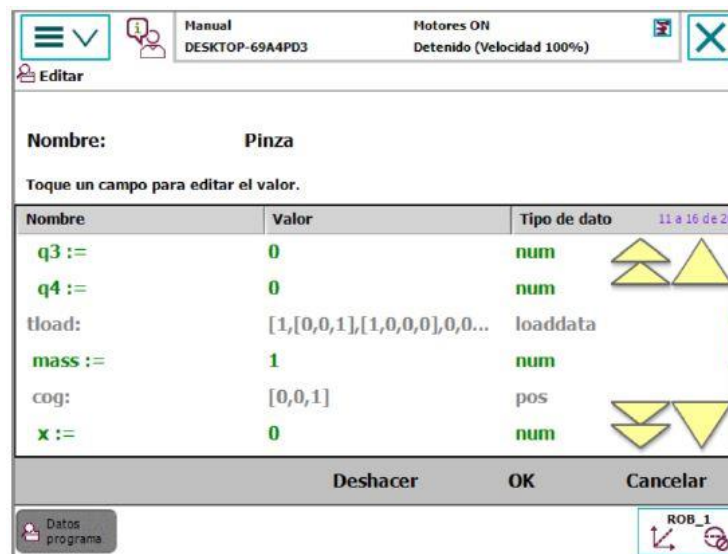 Manual Motores ON
DESKTOP-69A4PD3 Detenido (Velocidad 100%)
Editar
Nombre: Pinza
Toque un campo para editar el valor.
Nombre Valor Tipo de dato 11 a 16 de
q3 := 0 num
q4 := 0 num
tload: [1,[0,0,1],[1,0,0,0],0,0... loaddata
mass := 1 num
cog: [0,0,1] pos
x := 0 num
Deshacer OK Cancelar
Datos
programa
ROB_1